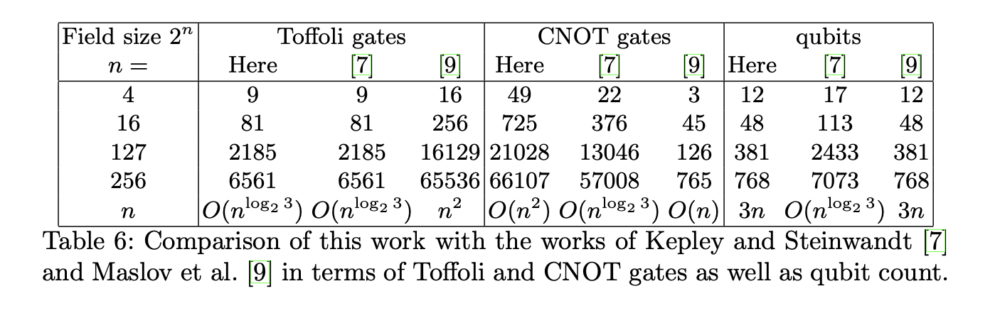 Field size 2^n Toffoli gates CNOT gates qubits
n = Here [7] [9] Here [7] [9] Here [7] [9]
4 9 9 16 49 22 3 12 17 12
16 81 81 256 725 376 45 48 113 48
127 2185 2185 16129 21028 13046 126 381 2433 381
256 6561 6561 65536 66107 57008 765 768 7073 768
n O(n^{log_2 3}) O(n^{log_2 3}) n^2 O(n^2) O(n^{log_2 3}) O(n) 3n O(n^{log_2 3}) 3n
Table 6: Comparison of this work with the works of Kepley and Steinwandt [7]
and Maslov et al. [9] in terms of Toffoli and CNOT gates as well as qubit count.